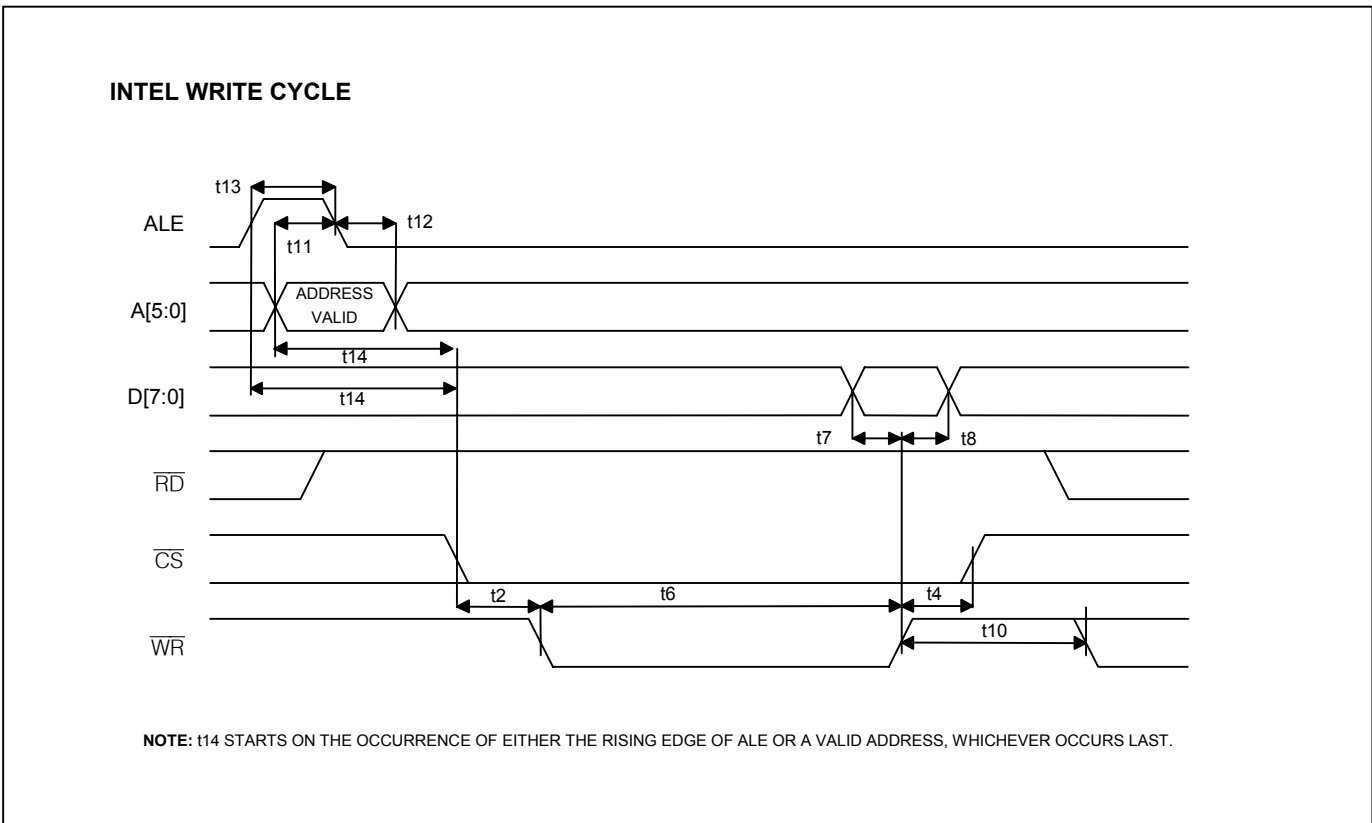 INTEL WRITE CYCLE
t13
ALE
t11
t12
A[5:0]
ADDRESS
VALID
t14
D[7:0]
t14
t7
t8
RD
CS
t2
t6
t4
WR
t10
NOTE: t14 STARTS ON THE OCCURRENCE OF EITHER THE RISING EDGE OF ALE OR A VALID ADDRESS, WHICHEVER OCCURS LAST.